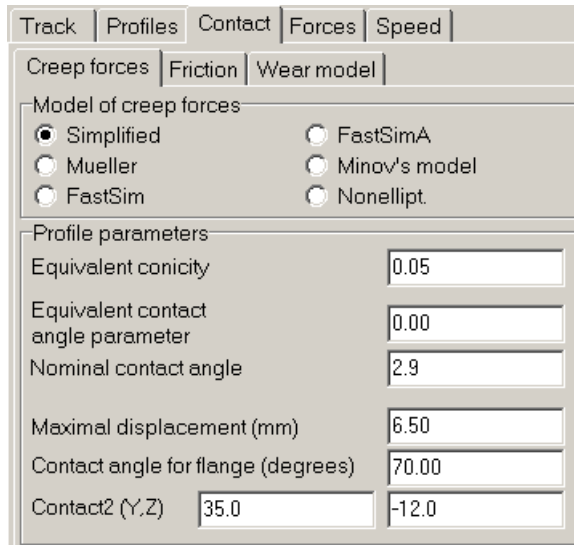 Track Profiles Contact Forces Speed
Creep forces Friction Wear model
Model of creep forces
Simplified FastSimA
Mueller Minov's model
FastSim Nonellipt.
Profile parameters
Equivalent conicity 0.05
Equivalent contact
angle parameter 0.00
Nominal contact angle 2.9
Maximal displacement (mm) 6.50
Contact angle for flange (degrees) 70.00
Contact2 (Y,Z) 35.0 -12.0